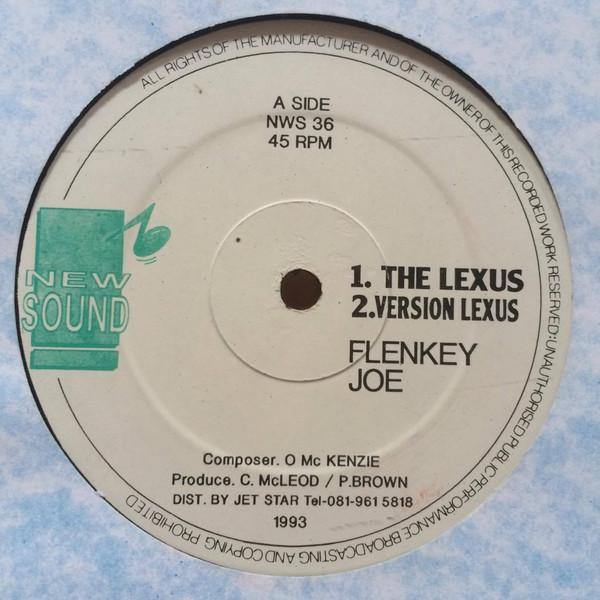 ALL RIGHTS OF THE MANUFACTURER AND OF THE OWNER OF THIS RECORDED WORK RESERVED: UNAUTHORISED PUBLIC PERFORMANCE BROADCASTING AND COPYING PROHIBITED
A SIDE
NWS 36
45 RPM
NEW
SOUND
1. THE LEXUS
2.VERSION LEXUS
FLENKEY
JOE
Composer. O Mc KENZIE
Produce. C. McLEOD / P.BROWN
DIST. BY JET STAR Tel-081-961 5818
1993